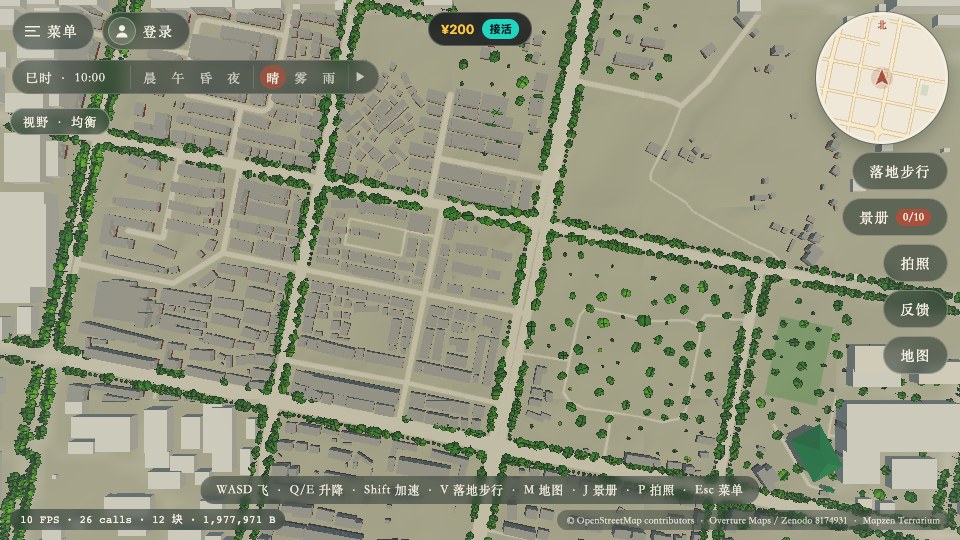 菜单
登录
¥200 接活
北
巳时 · 10:00 晨 午 昏 夜 晴 雾 雨
视野 · 均衡
落地步行
景册 0/10
拍照
反馈
地图
WASD 飞 · Q/E 升降 · Shift 加速 · V 落地步行 · M 地图 · J 景册 · P 拍照 · Esc 菜单
10 FPS · 26 calls · 12 块 · 1,977,971 B
© OpenStreetMap contributors · Overture Maps / Zenodo 8174931 · Mapzen Terrarium